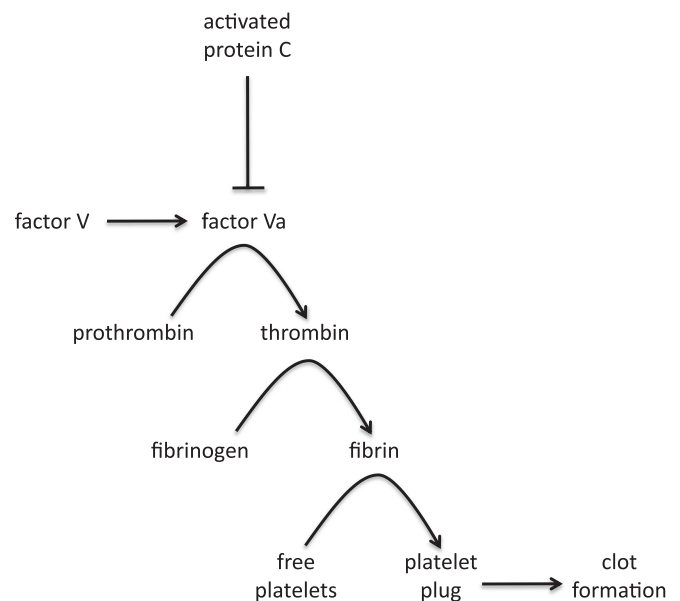 activated
protein C
factor V
factor Va
prothrombin
thrombin
fibrinogen
fibrin
free
platelets
platelet
plug
clot
formation